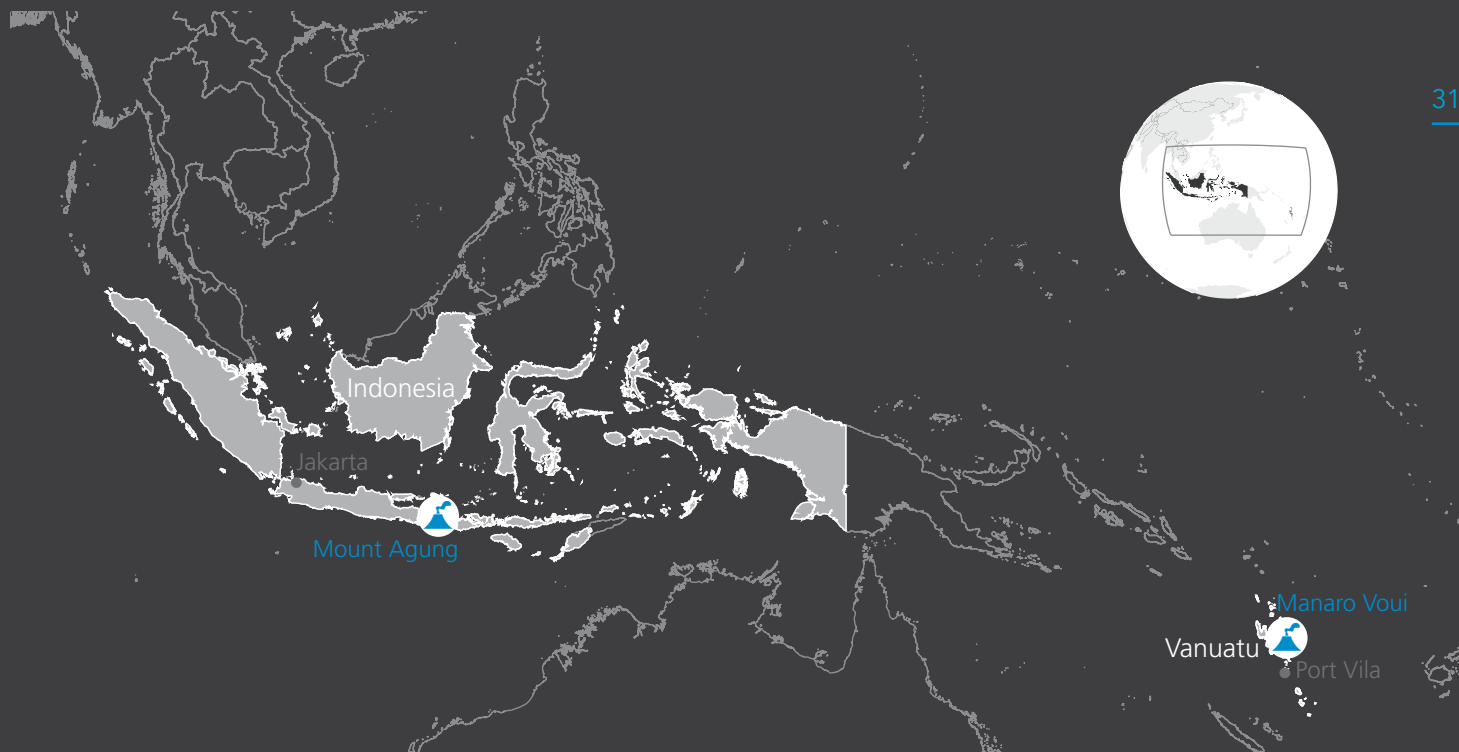 31
Indonesia
Jakarta
Mount Agung
Manaro Voui
Vanuatu
Port Vila